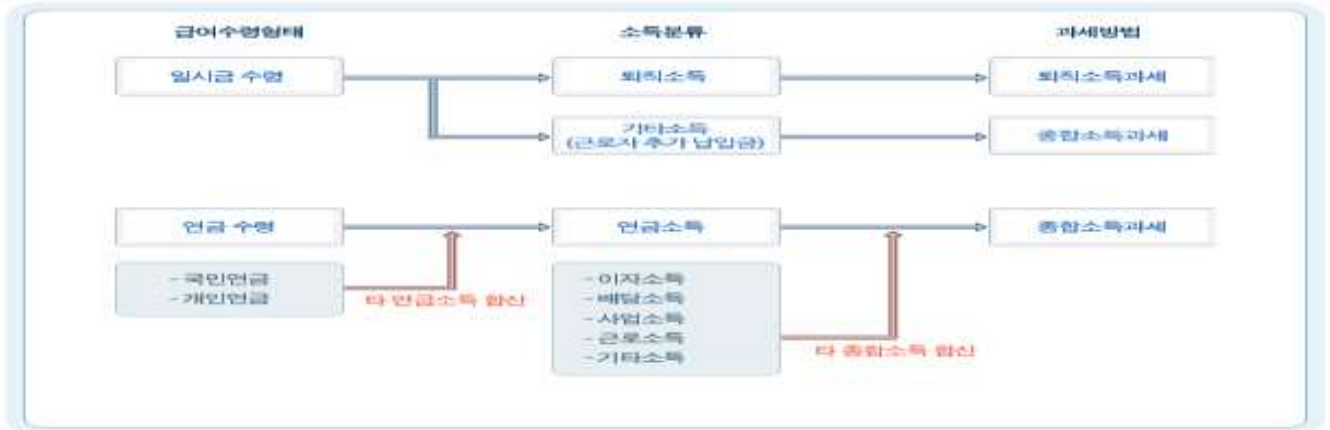 급여수령형태 소득분류 과세방법
일시금 수령 퇴직소득 퇴직소득과세
기타소득 종합소득과세
(근로자 추가 납입금)
연금 수령 연금소득 종합소득과세
- 국민연금
- 개인연금
타 연금소득 합산
- 이자소득
- 배당소득
- 사업소득
- 근로소득
- 기타소득
타 종합소득 합산